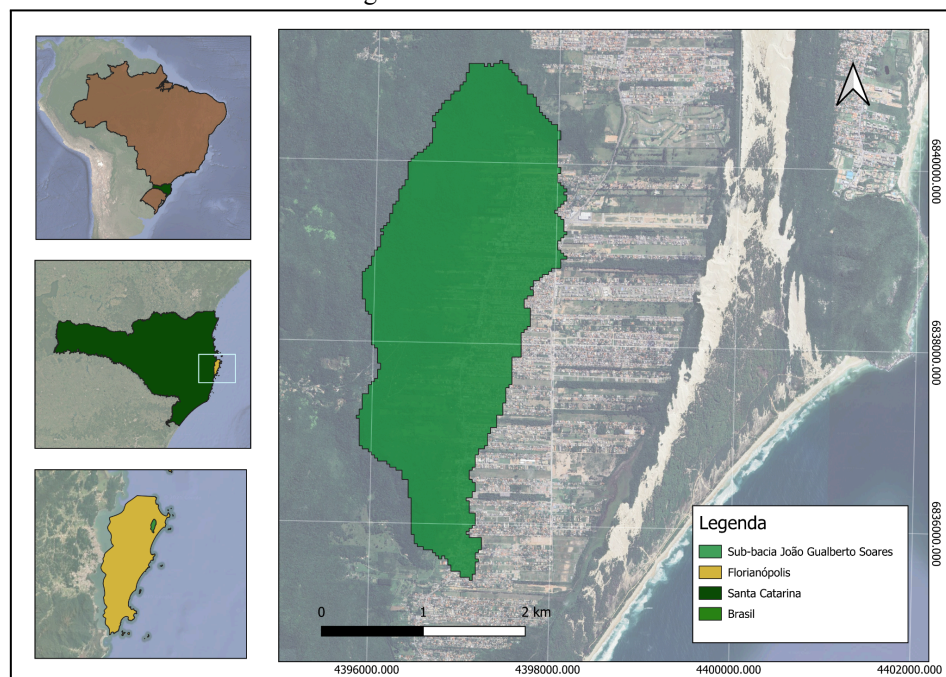 6840000.000
6838000.000
6836000.000
Legenda
Sub-bacia João Gualberto Soares
Florianópolis
Santa Catarina
Brasil
0 1 2 km
4396000.000 4398000.000 4400000.000 4402000.000